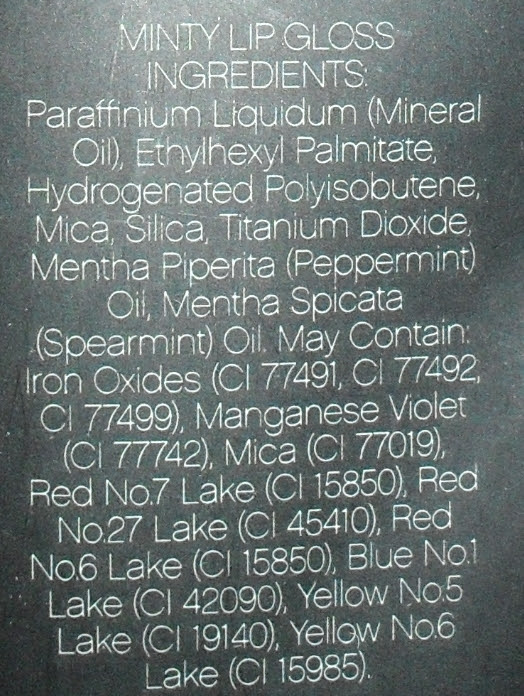 MINTY LIP GLOSS
INGREDIENTS:
Paraffinium Liquidum (Mineral
Oil), Ethylhexyl Palmitate,
Hydrogenated Polyisobutene,
Mica, Silica, Titanium Dioxide,
Mentha Piperita (Peppermint)
Oil, Mentha Spicata
(Spearmint) Oil. May Contain:
Iron Oxides (CI 77491, CI 77492,
CI 77499), Manganese Violet
(CI 77742), Mica (CI 77019),
Red No.7 Lake (CI 15850), Red
No.27 Lake (CI 45410), Red
No.6 Lake (CI 15850), Blue No.1
Lake (CI 42090), Yellow No.5
Lake (CI 19140), Yellow No.6
Lake (CI 15985).